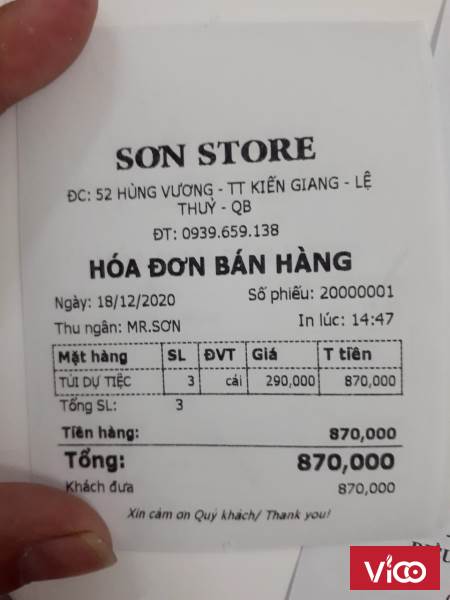 SƠN STORE
ĐC: 52 HÙNG VƯƠNG - TT KIẾN GIANG - LỆ
THUỶ - QB
ĐT: 0939.659.138
HÓA ĐƠN BÁN HÀNG
Ngày: 18/12/2020 Số phiếu: 20000001
Thu ngân: MR.SƠN In lúc: 14:47
Mặt hàng SL ĐVT Giá T tiền
TÚI DỰ TIỆC 3 cái 290,000 870,000
Tổng SL: 3
Tiền hàng: 870,000
Tổng: 870,000
Khách đưa 870,000
Xin cảm ơn Quý khách/ Thank you!
VICO